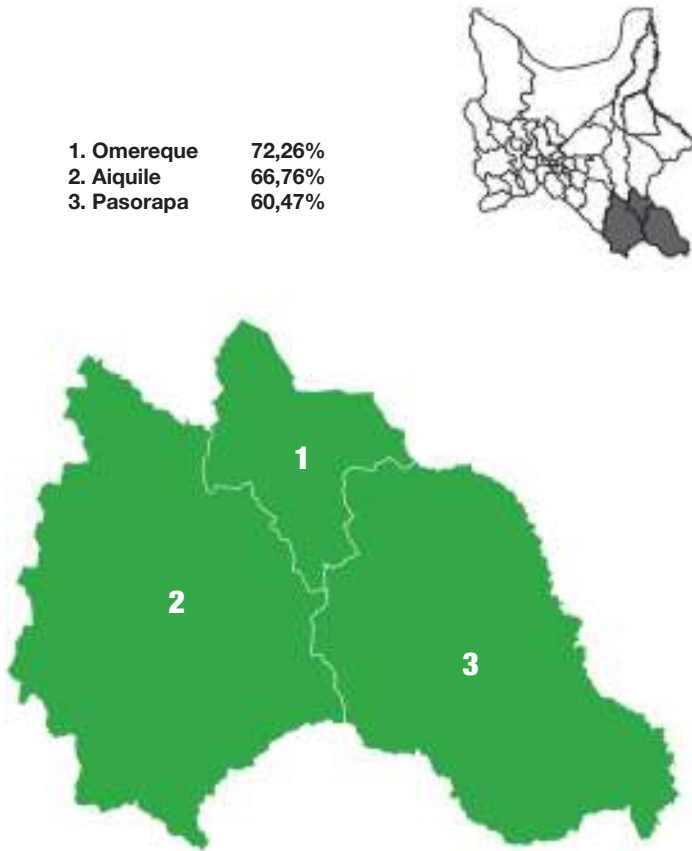 1. Omereque 72,26%
2. Aiquile 66,76%
3. Pasorapa 60,47%
1
2
3